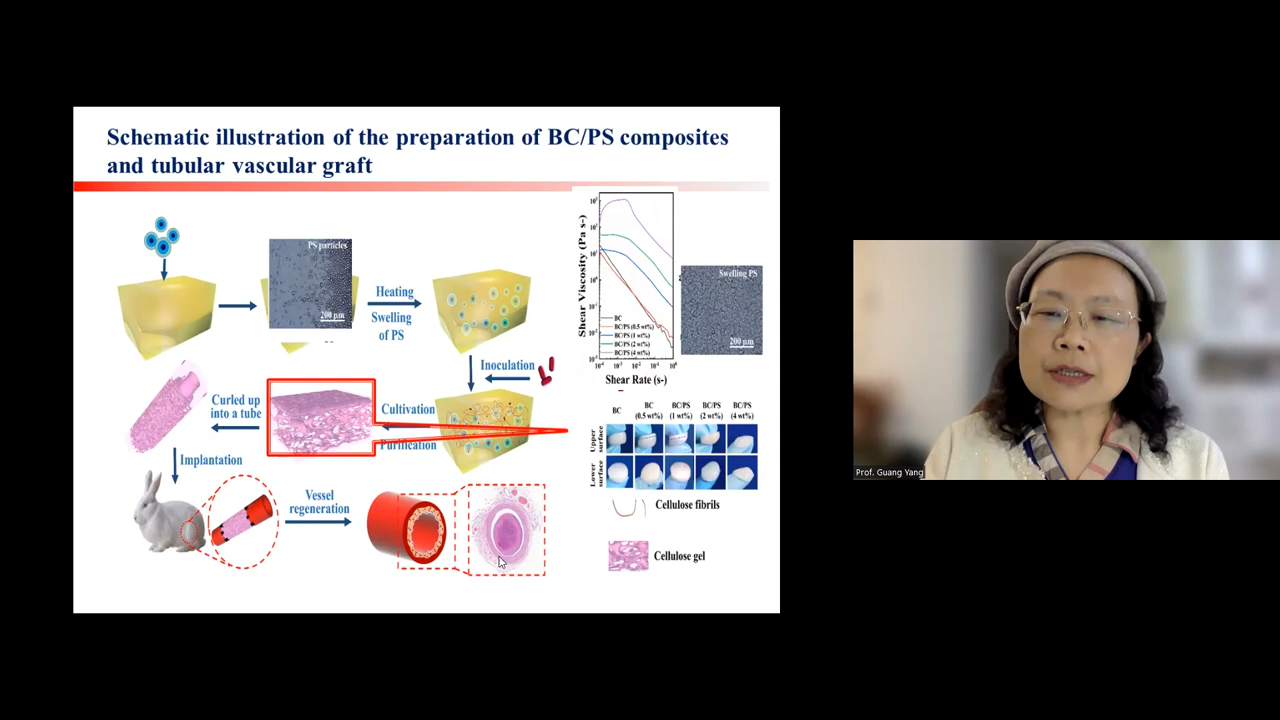 Schematic illustration of the preparation of BC/PS composites
and tubular vascular graft
PS particles
200 μm
Heating
Swelling
of PS
Shear Viscosity (Pa s-)
BC
BC/PS (0.5 wt%)
BC/PS (1 wt%)
BC/PS (2 wt%)
BC/PS (4 wt%)
Shear Rate (s-)
Swelling PS
200 μm
Inoculation
Curled up
into a tube
Cultivation
Purification
BC
BC/PS
(0.5 wt%)
BC/PS
(1 wt%)
BC/PS
(2 wt%)
BC/PS
(4 wt%)
Upper
surface
Lower
surface
Implantation
Vessel
regeneration
Cellulose fibrils
Cellulose gel
Prof. Guang Yang